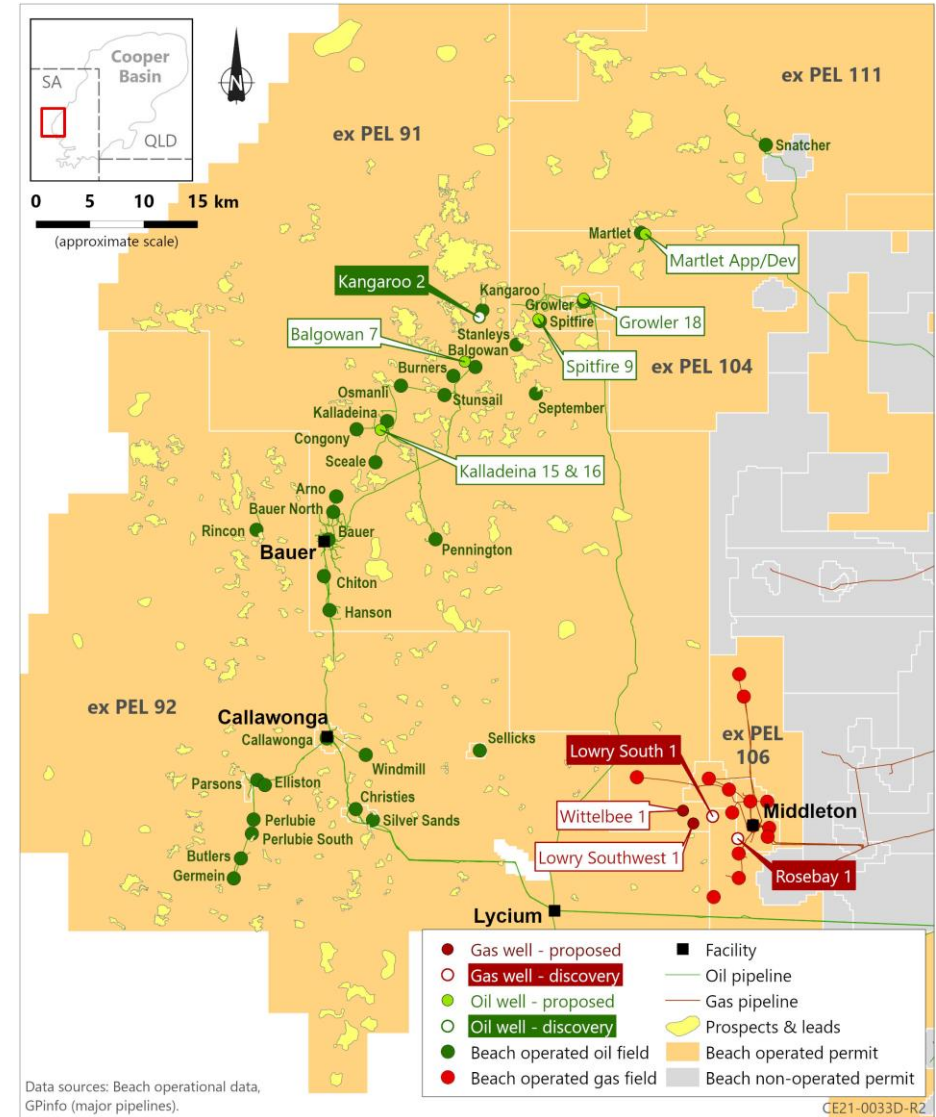 Cooper
Basin
SA
QLD
N
0 5 10 15 km
(approximate scale)
ex PEL 111
ex PEL 91
Snatcher
Martlet
Martlet App/Dev
Kangaroo 2
Kangaroo
Growler
Spitfire
Growler 18
Balgowan 7
Stanleys
Balgowan
Spitfire 9
ex PEL 104
Burners
Osmanli
Stunsail
September
Kalladeina
Congony
Sceale
Kalladeina 15 & 16
Arno
Bauer North
Rincon
Bauer
Bauer
Pennington
Chiton
Hanson
ex PEL 92
Callawonga
Callawonga
Sellicks
Windmill
ex PEL
106
Lowry South 1
Parsons
Elliston
Christies
Wittelbee 1
Middleton
Perlubie
Silver Sands
Perlubie South
Lowry Southwest 1
Butlers
Germein
Rosebay 1
Lycium
Gas well - proposed
Gas well - discovery
Oil well - proposed
Oil well - discovery
Beach operated oil field
Beach operated gas field
Facility
Oil pipeline
Gas pipeline
Prospects & leads
Beach operated permit
Beach non-operated permit
Data sources: Beach operational data,
GPinfo (major pipelines).
CE21-0033D-R2